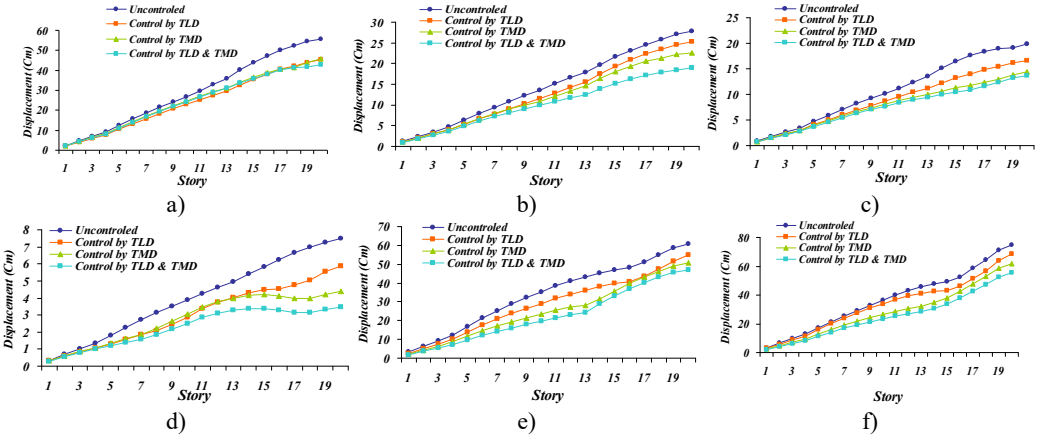 Uncontroled
Control by TLD
Control by TMD
Control by TLD & TMD
Displacement (Cm)
60
50
40
30
20
10
0
1 3 5 7 9 11 13 15 17 19
Story
a)
Uncontroled
Control by TLD
Control by TMD
Control by TLD & TMD
Displacement (Cm)
30
25
20
15
10
5
0
1 3 5 7 9 11 13 15 17 19
Story
b)
Uncontroled
Control by TLD
Control by TMD
Control by TLD & TMD
Displacement (Cm)
25
20
15
10
5
0
1 3 5 7 9 11 13 15 17 19
Story
c)
Uncontroled
Control by TLD
Control by TMD
Control by TLD & TMD
Displacement (Cm)
8
7
6
5
4
3
2
1
0
1 3 5 7 9 11 13 15 17 19
Story
d)
Uncontroled
Control by TLD
Control by TMD
Control by TLD & TMD
Displacement (Cm)
70
60
50
40
30
20
10
0
1 3 5 7 9 11 13 15 17 19
Story
e)
Uncontroled
Control by TLD
Control by TMD
Control by TLD & TMD
Displacement (Cm)
80
60
40
20
0
1 3 5 7 9 11 13 15 17 19
Story
f)